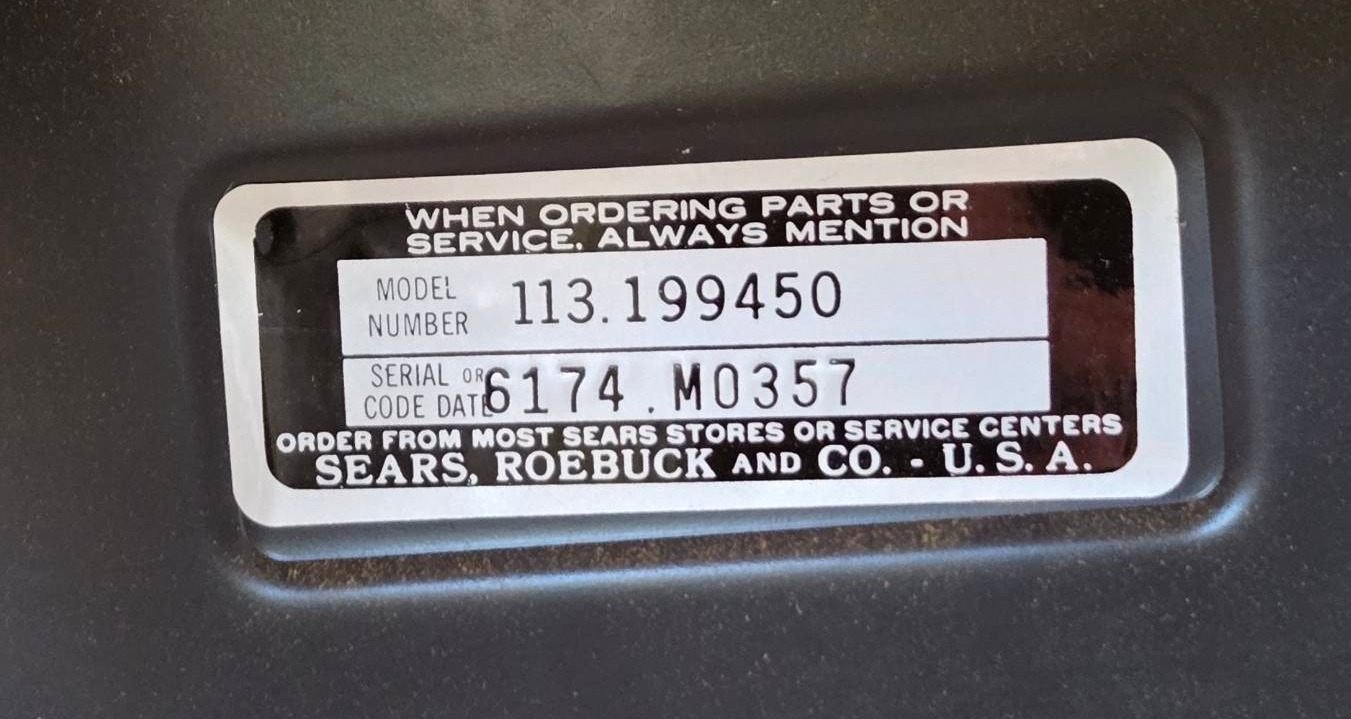 WHEN ORDERING PARTS OR
SERVICE, ALWAYS MENTION
MODEL
NUMBER 113.199450
SERIAL OR
CODE DATE 6174.M0357
ORDER FROM MOST SEARS STORES OR SERVICE CENTERS
SEARS, ROEBUCK AND CO. - U.S.A.